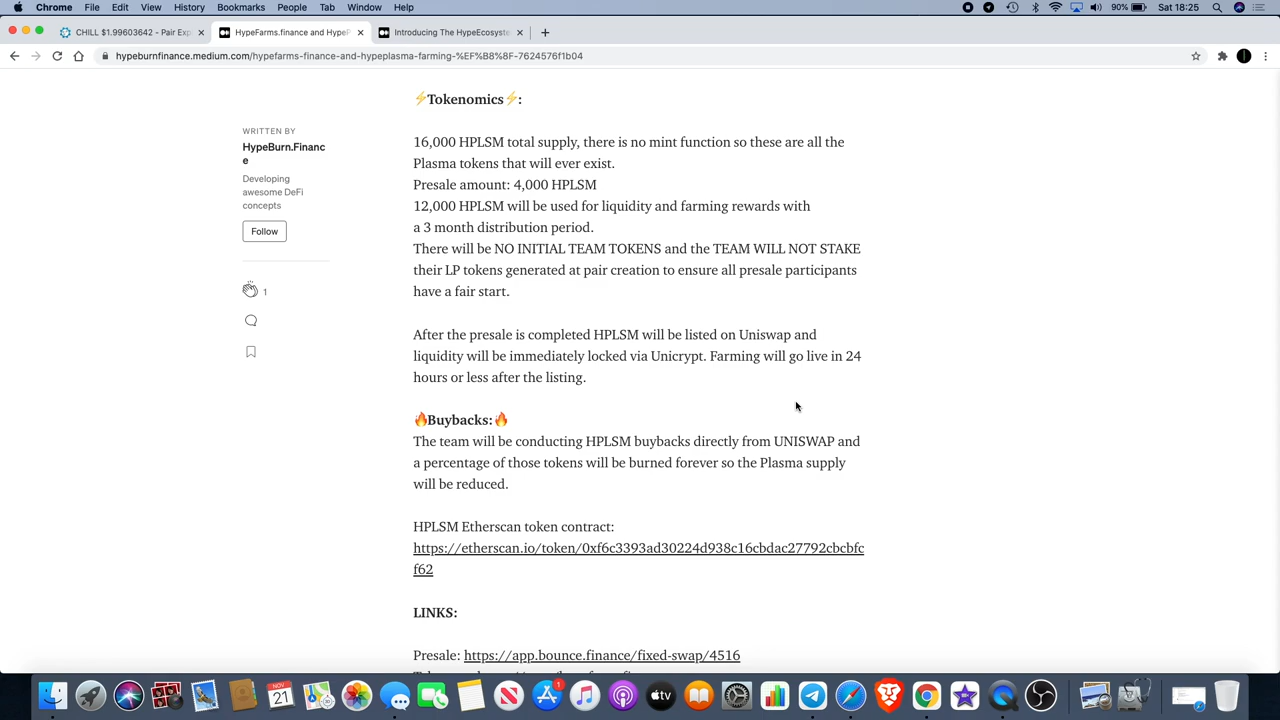 Chrome File Edit View History Bookmarks People Tab Window Help 90% Sat 18:25
CHILL $1.99603642 - Pair Exp
HypeFarms.finance and HypeP
Introducing The HypeEcosyste
hypeburnfinance.medium.com/hypefarms-finance-and-hypeplasma-farming-%EF%B8%8F-7624576f1b04
WRITTEN BY
HypeBurn.Financ
e
Developing
awesome DeFi
concepts
Follow
1
⚡Tokenomics⚡:
16,000 HPLSM total supply, there is no mint function so these are all the
Plasma tokens that will ever exist.
Presale amount: 4,000 HPLSM
12,000 HPLSM will be used for liquidity and farming rewards with
a 3 month distribution period.
There will be NO INITIAL TEAM TOKENS and the TEAM WILL NOT STAKE
their LP tokens generated at pair creation to ensure all presale participants
have a fair start.
After the presale is completed HPLSM will be listed on Uniswap and
liquidity will be immediately locked via Unicrypt. Farming will go live in 24
hours or less after the listing.
🔥Buybacks:🔥
The team will be conducting HPLSM buybacks directly from UNISWAP and
a percentage of those tokens will be burned forever so the Plasma supply
will be reduced.
HPLSM Etherscan token contract:
https://etherscan.io/token/0xf6c3393ad30224d938c16cbdac27792cbcbfc
f62
LINKS:
Presale: https://app.bounce.finance/fixed-swap/4516
NOV
21
1
tv